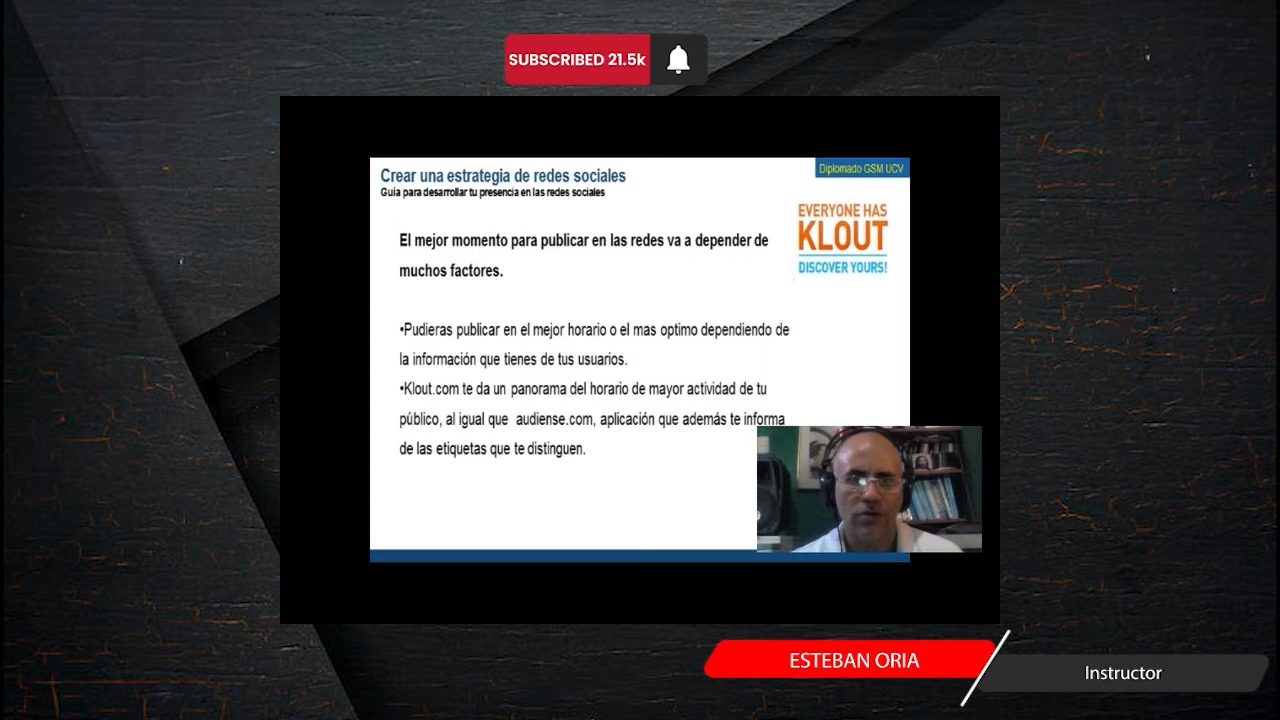 SUBSCRIBED 21.5k
Crear una estrategia de redes sociales
Diplomado GSM UCV
Guía para desarrollar tu presencia en las redes sociales
EVERYONE HAS
KLOUT
DISCOVER YOURS!
El mejor momento para publicar en las redes va a depender de
muchos factores.
•Pudieras publicar en el mejor horario o el mas optimo dependiendo de
la información que tienes de tus usuarios.
•Klout.com te da un panorama del horario de mayor actividad de tu
público, al igual que audiense.com, aplicación que además te informa
de las etiquetas que te distinguen.
ESTEBAN ORIA
Instructor